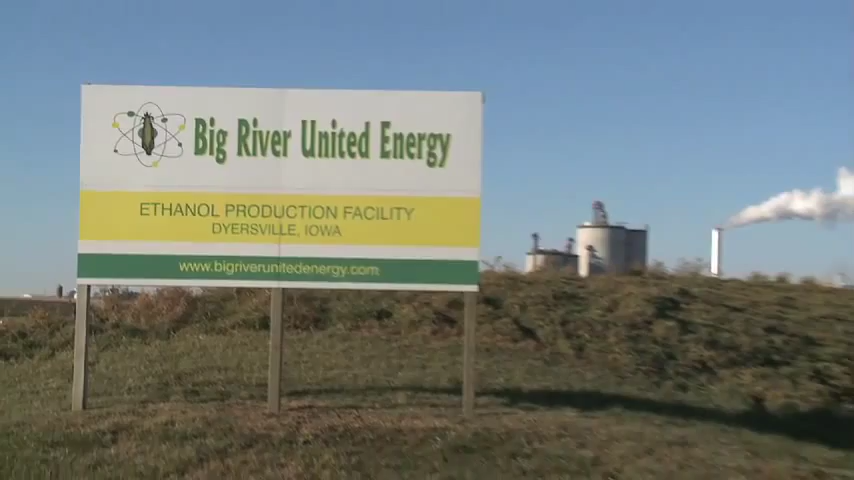 Big River United Energy
ETHANOL PRODUCTION FACILITY
DYERSVILLE, IOWA
www.bigriverunitedenergy.com